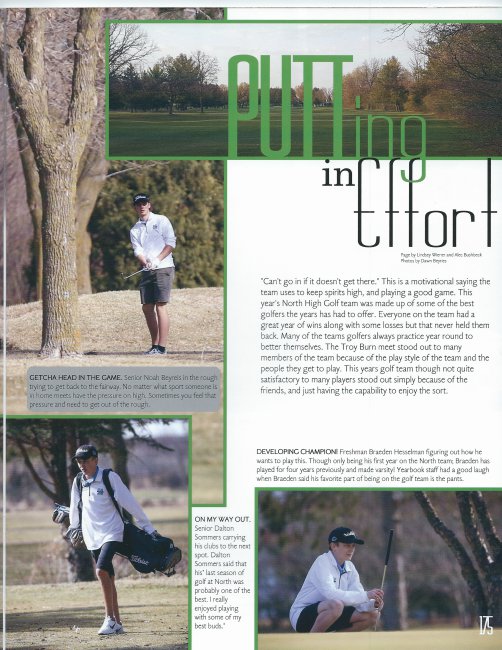 PUTTing
in
Effort
Page by Lindsey Wiener and Alec Bushbeck
Photos by Dawn Beyries
"Can't go in if it doesn't get there." This is a motivational saying the
team uses to keep spirits high, and playing a good game. This
year's North High Golf team was made up of some of the best
golfers the years has had to offer. Everyone on the team had a
great year of wins along with some losses but that never held them
back. Many of the teams golfers always practice year round to
better themselves. The Troy Burn meet stood out to many
members of the team because of the play style of the team and the
people they get to play. This years golf team though not quite
satisfactory to many players stood out simply because of the
friends, and just having the capability to enjoy the sort.
GETCHA HEAD IN THE GAME. Senior Noah Beyreis in the rough
trying to get back to the fairway. No matter what sport someone is
in home meets have the pressure on high. Sometimes you feel that
pressure and need to get out of the rough.
DEVELOPING CHAMPION! Freshman Braeden Hesselman figuring out how he
wants to play this. Though only being his first year on the North team; Braeden has
played for four years previously and made varsity! Yearbook staff had a good laugh
when Braeden said his favorite part of being on the golf team is the pants.
ON MY WAY OUT.
Senior Dalton
Sommers carrying
his clubs to the next
spot. Dalton
Sommers said that
his" last season of
golf at North was
probably one of the
best. I really
enjoyed playing
with some of my
best buds."
Titleist
175